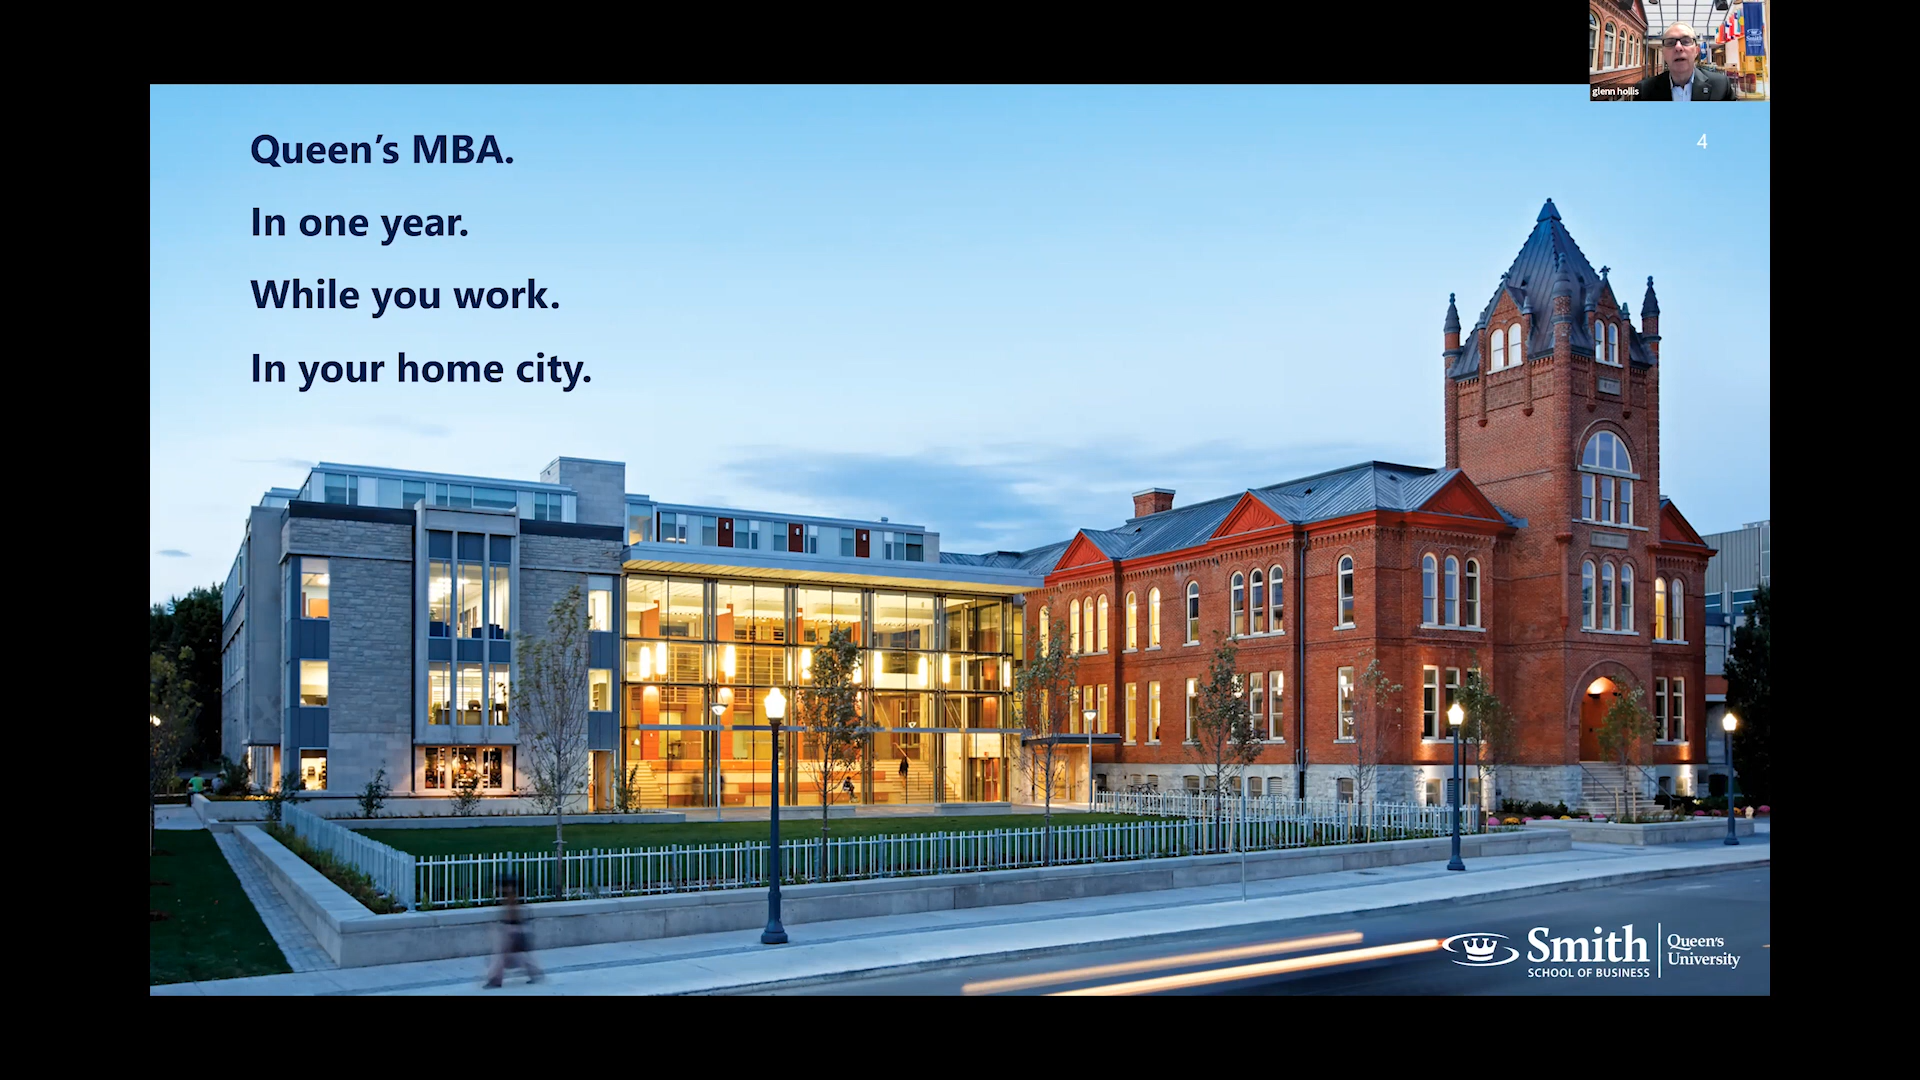 glenn hollis
4
Queen's MBA.
In one year.
While you work.
In your home city.
Smith
SCHOOL OF BUSINESS
Queen's
University